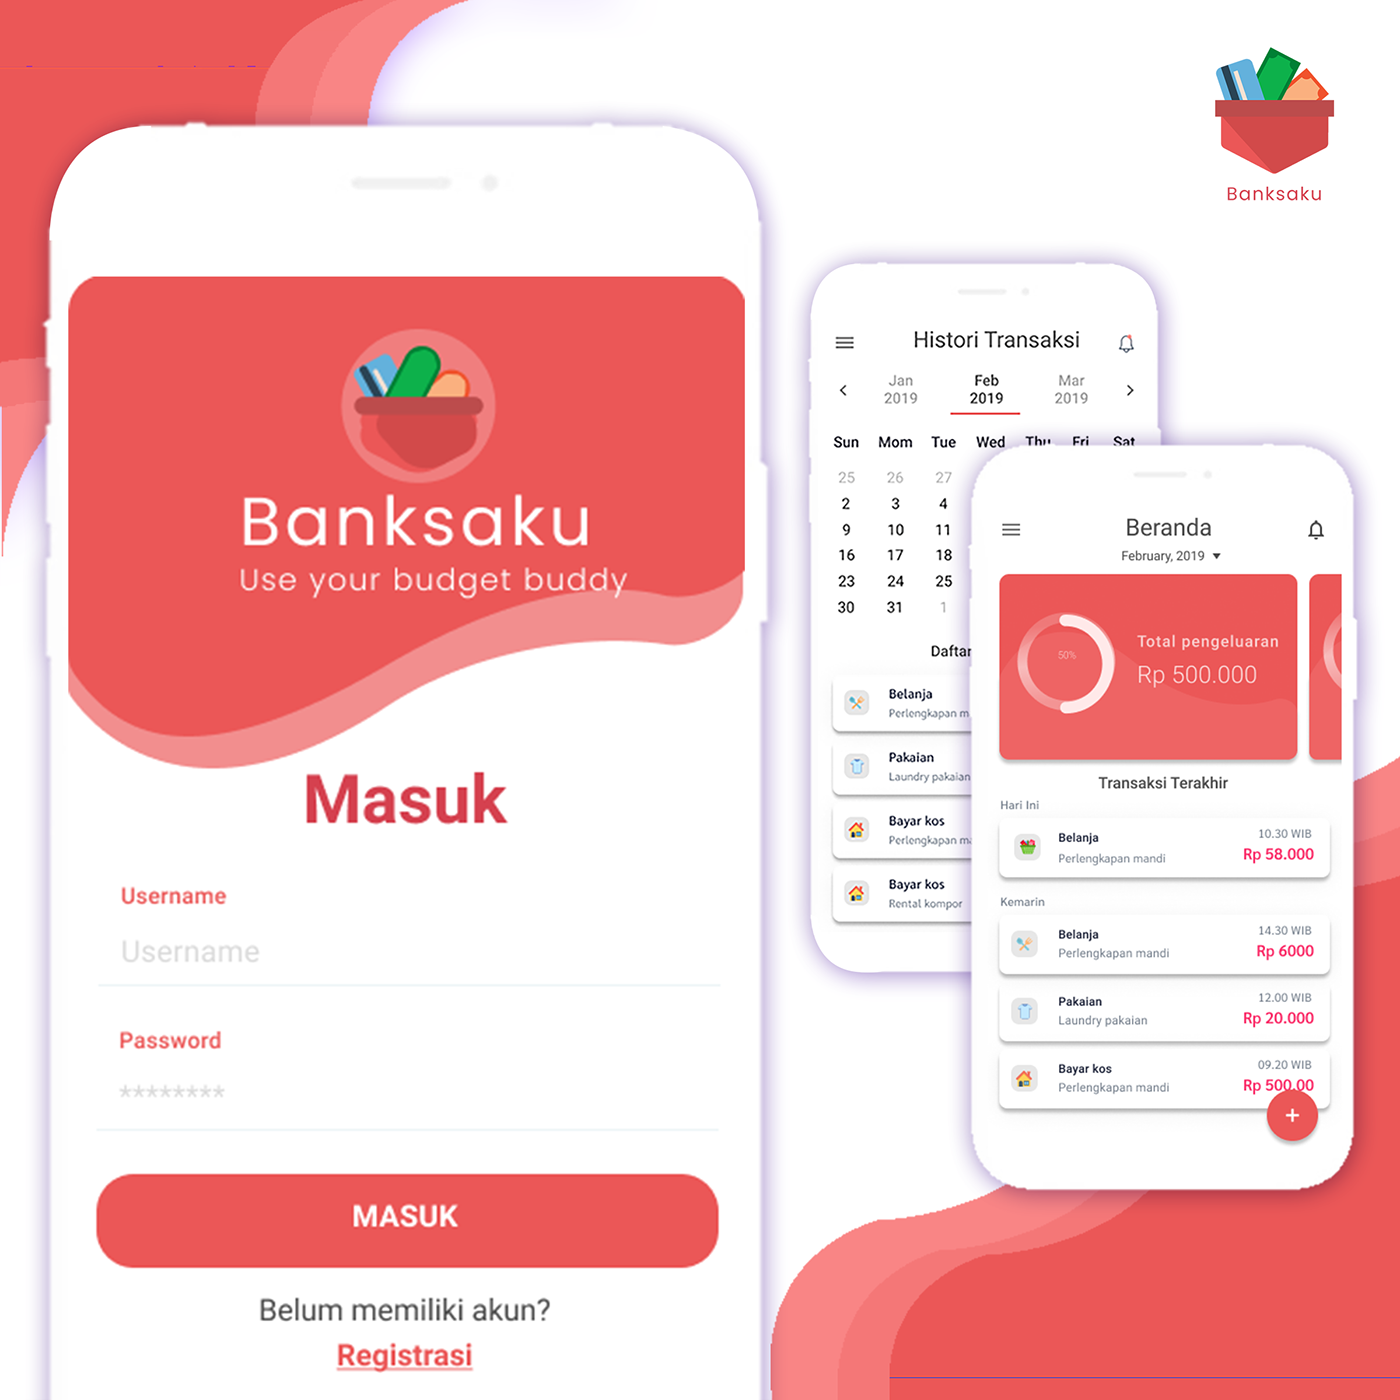 Banksaku
Banksaku
Use your budget buddy
Masuk
Username
Username
Password
********
MASUK
Belum memiliki akun?
Registrasi
Histori Transaksi
Jan Feb Mar
2019 2019 2019
Sun Mom Tue Wed Thu Fri Sat
25 26 27
2 3 4
9 10 11
16 17 18
23 24 25
30 31 1
Belanja
Perlengkapan
Pakaian
Laundry pakaian
Bayar kos
Perlengkapan
Bayar kos
Rental kompor
Beranda
February, 2019
50%
Total pengeluaran
Rp 500.000
Transaksi Terakhir
Hari Ini
Belanja 10.30 WIB
Perlengkapan mandi Rp 58.000
Kemarin
Belanja 14.30 WIB
Perlengkapan mandi Rp 6000
Pakaian 12.00 WIB
Laundry pakaian Rp 20.000
Bayar kos 09.20 WIB
Perlengkapan mandi Rp 500.00
+